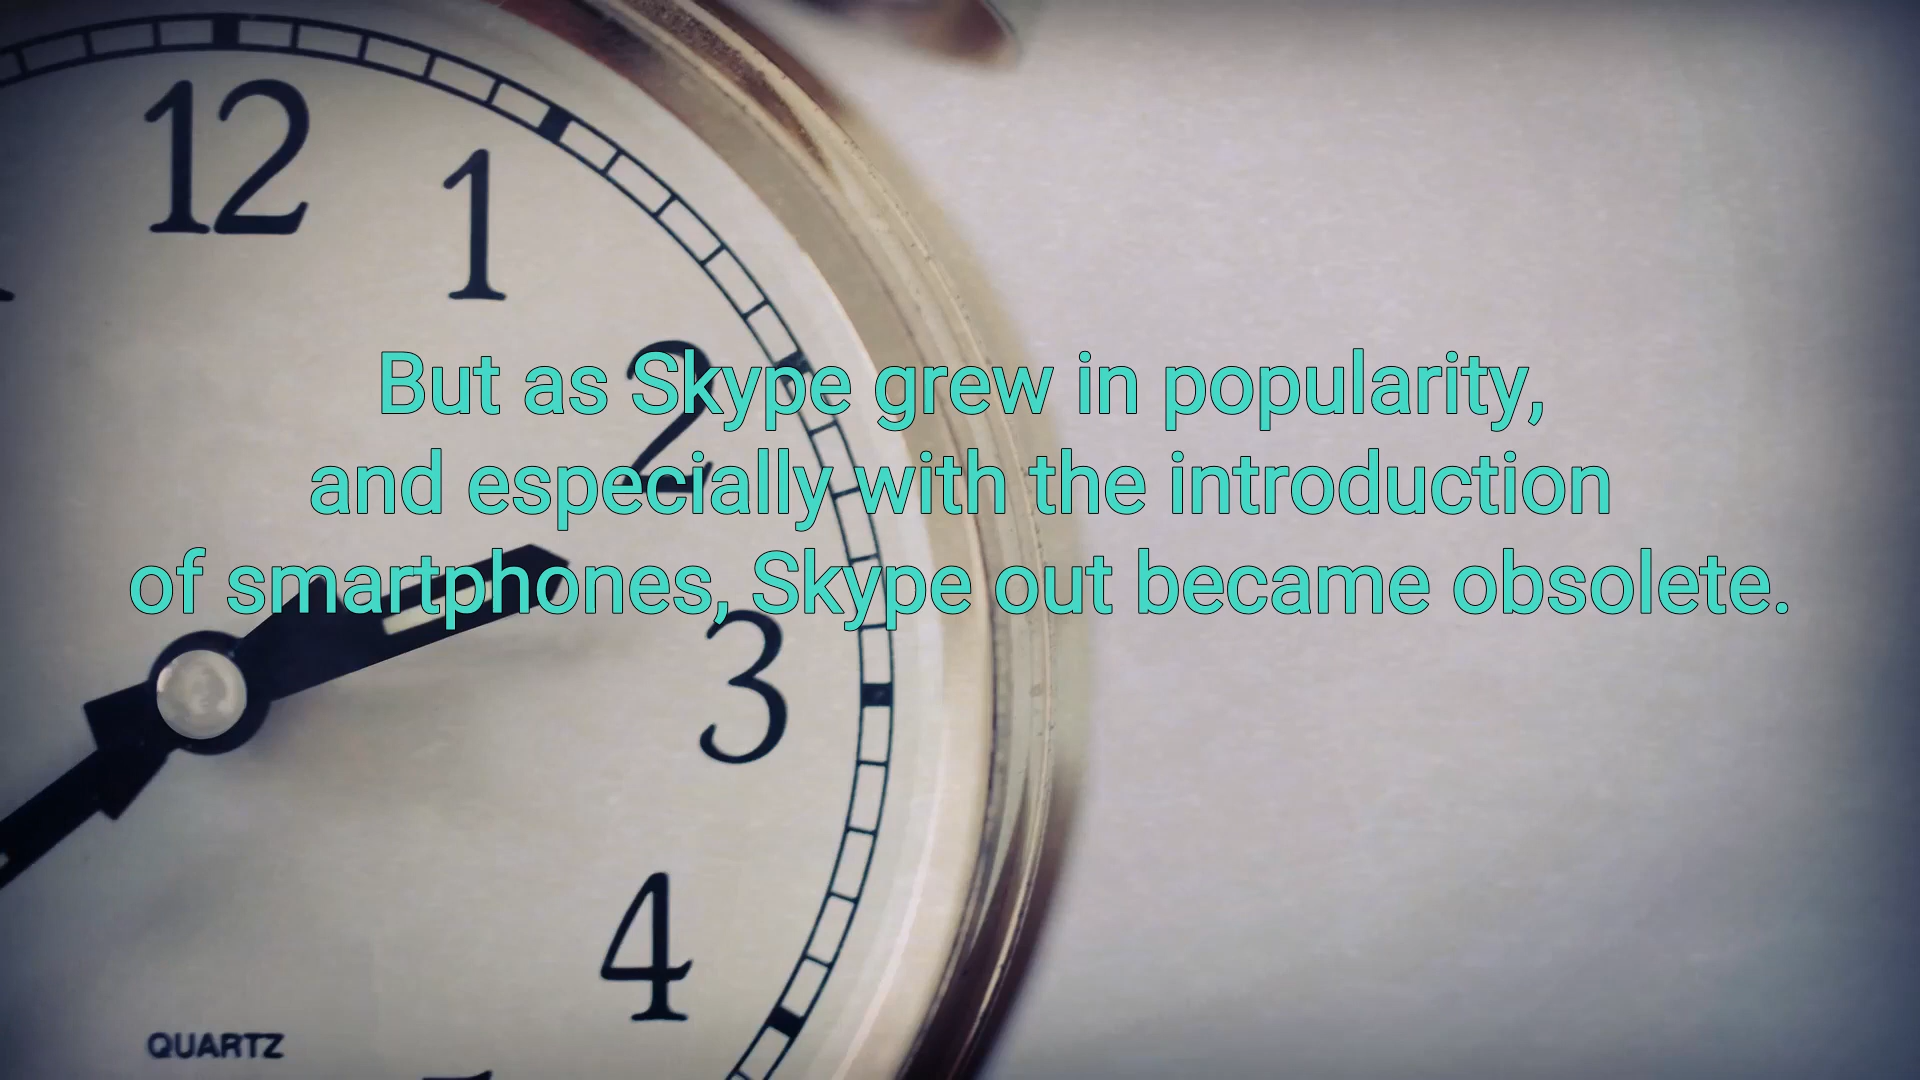 12
1
2
But as Skype grew in popularity,
and especially with the introduction
of smartphones, Skype out became obsolete.
3
4
QUARTZ